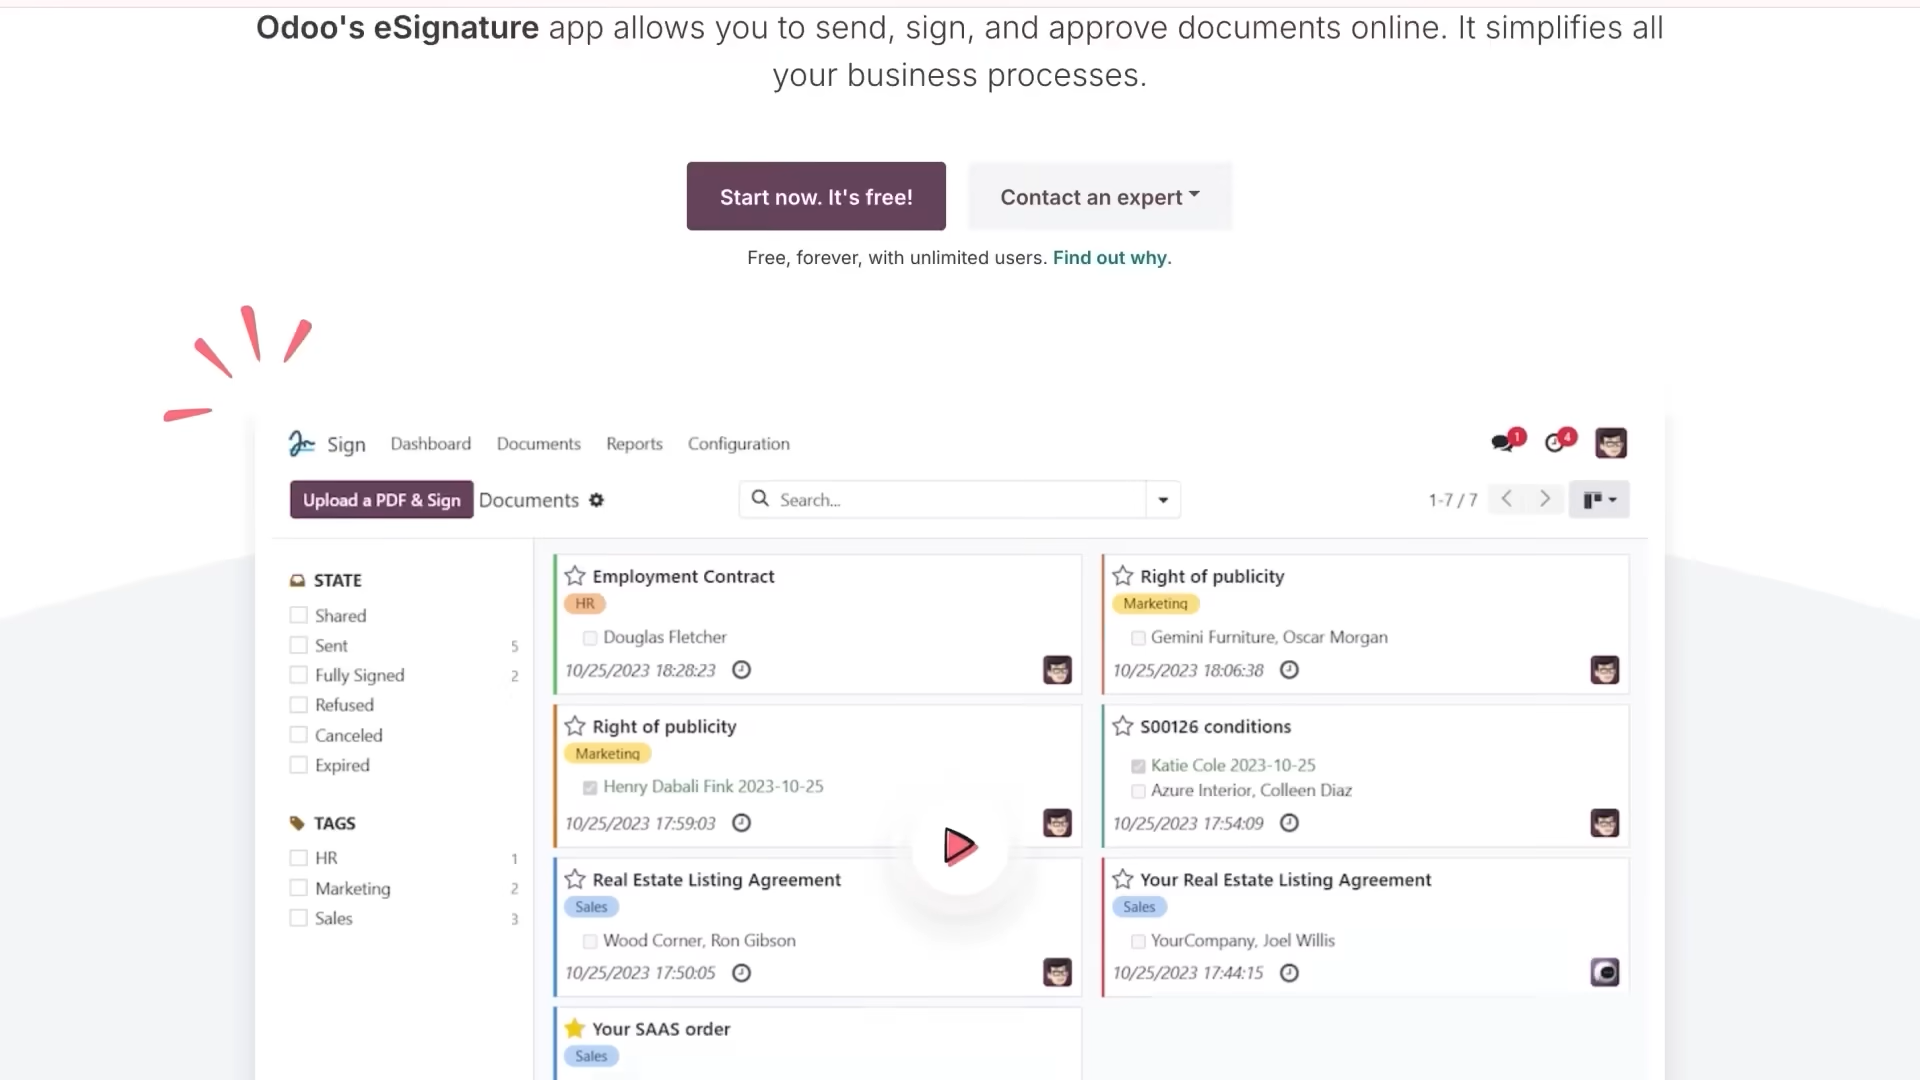 Odoo's eSignature app allows you to send, sign, and approve documents online. It simplifies all
your business processes.
Start now. It's free!
Contact an expert
Free, forever, with unlimited users. Find out why.
Sign
Dashboard
Documents
Reports
Configuration
1
4
Upload a PDF & Sign
Documents
Search...
1-7 / 7
STATE
Shared
Sent 5
Fully Signed 2
Refused
Canceled
Expired
TAGS
HR 1
Marketing 2
Sales 3
Employment Contract
HR
Douglas Fletcher
10/25/2023 18:28:23
Right of publicity
Marketing
Gemini Furniture, Oscar Morgan
10/25/2023 18:06:38
Right of publicity
Marketing
Henry Dabali Fink 2023-10-25
10/25/2023 17:59:03
S00126 conditions
Katie Cole 2023-10-25
Azure Interior, Colleen Diaz
10/25/2023 17:54:09
Real Estate Listing Agreement
Sales
Wood Corner, Ron Gibson
10/25/2023 17:50:05
Your Real Estate Listing Agreement
Sales
YourCompany, Joel Willis
10/25/2023 17:44:15
Your SAAS order
Sales